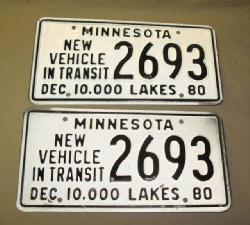 MINNESOTA
NEW
VEHICLE
IN TRANSIT
2693
DEC. 10.000 LAKES. 80
MINNESOTA
NEW
VEHICLE
IN TRANSIT
2693
DEC. 10.000 LAKES. 80